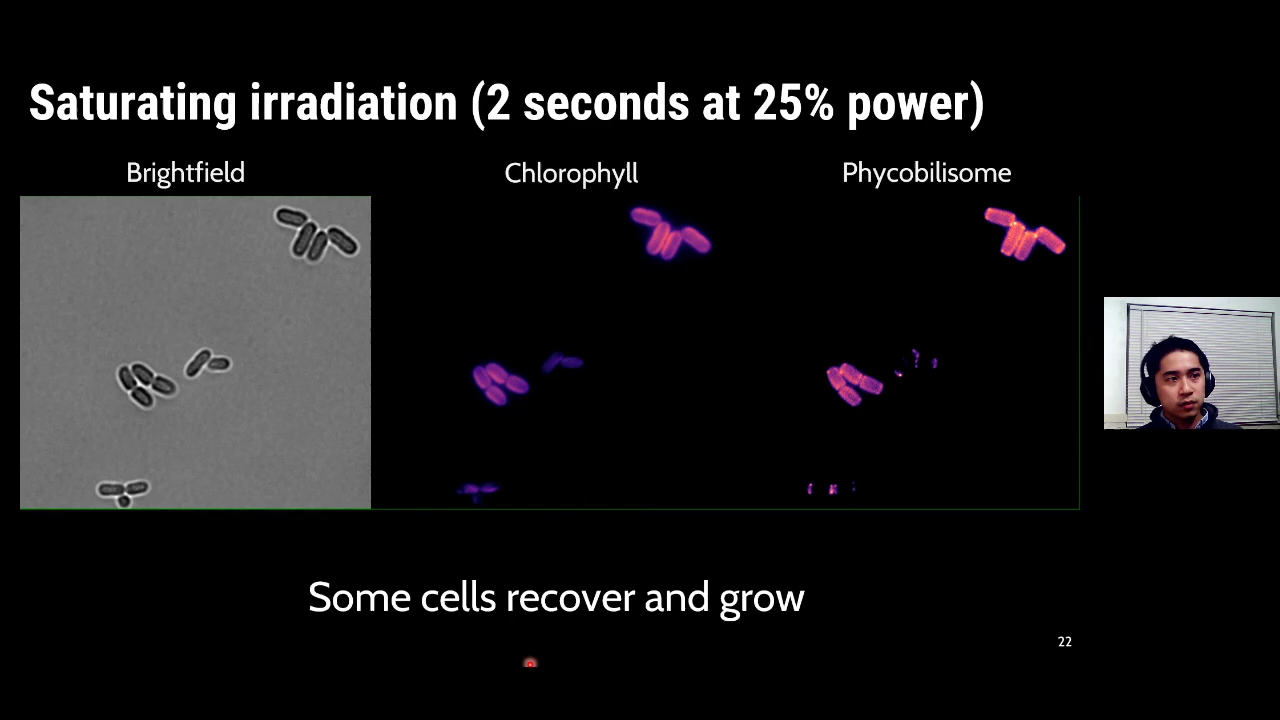 Saturating irradiation (2 seconds at 25% power)
Brightfield
Chlorophyll
Phycobilisome
Some cells recover and grow
22